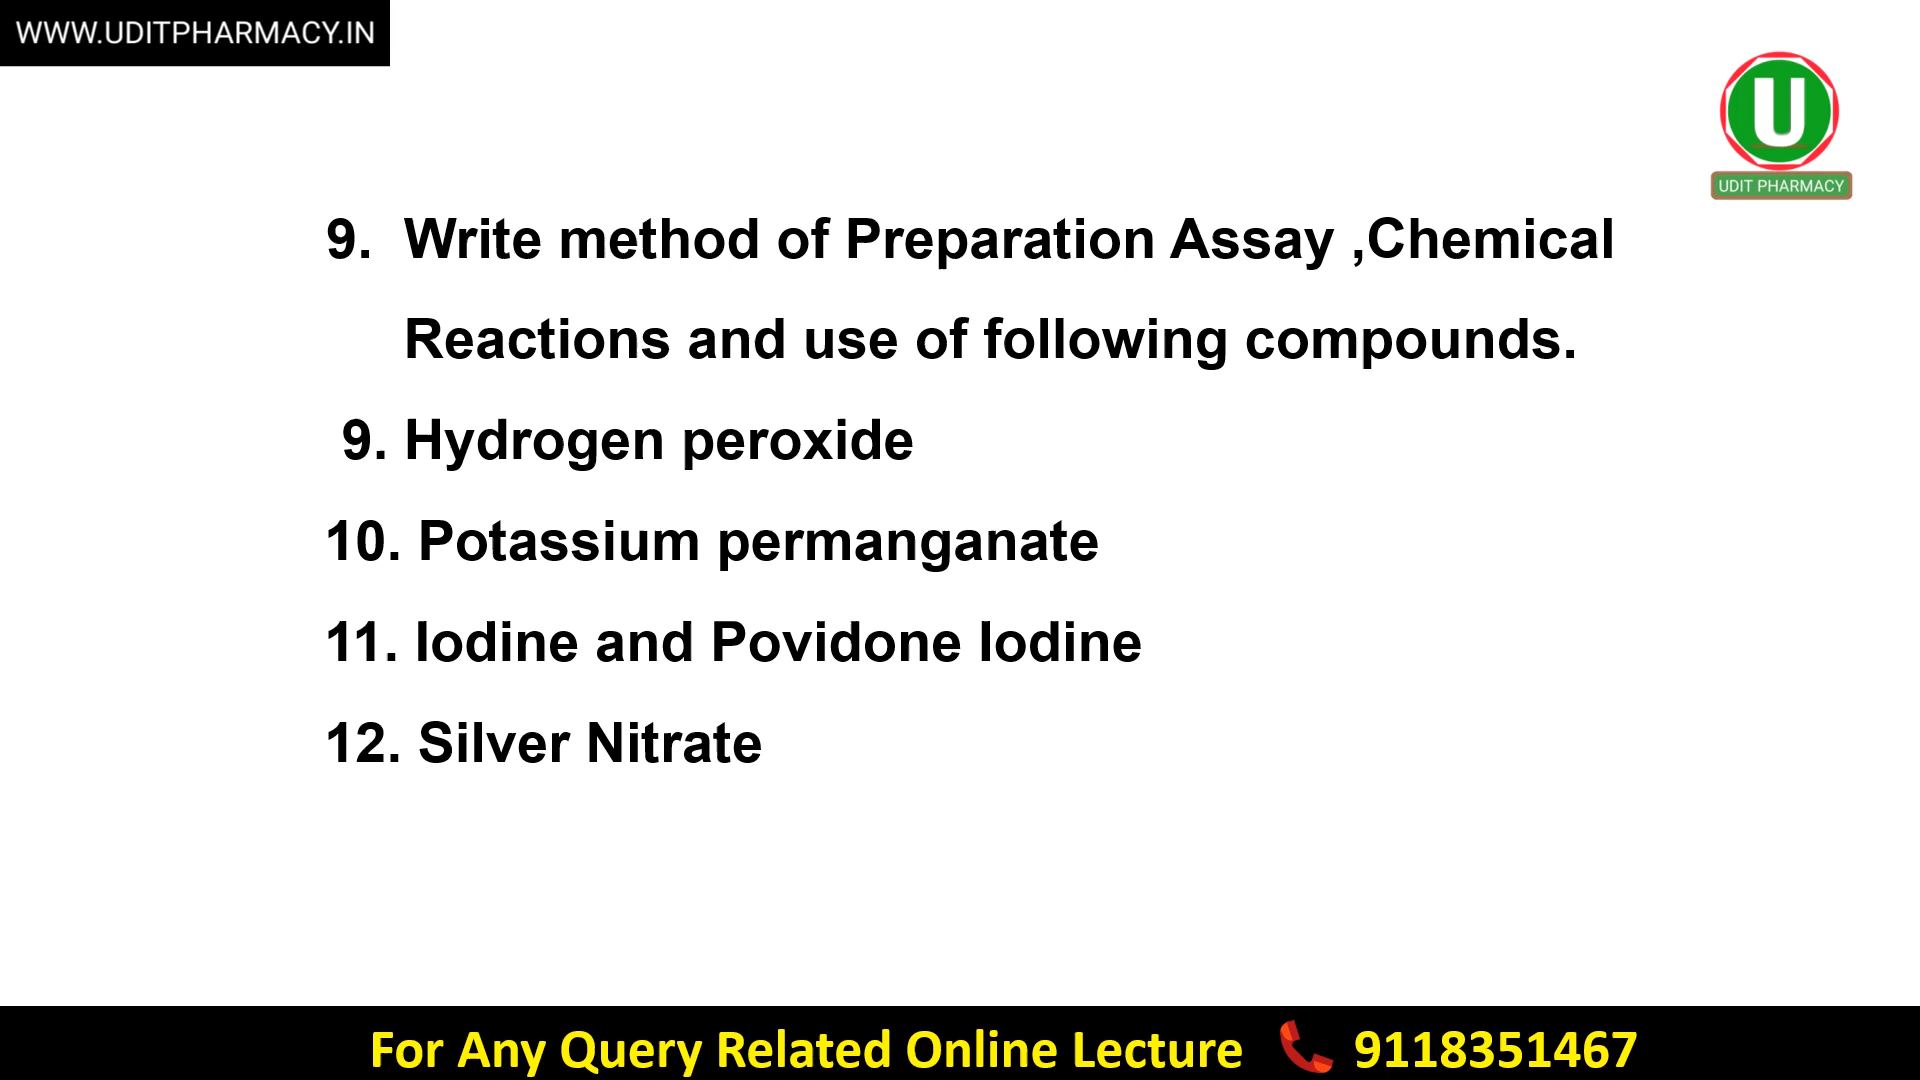 WWW.UDITPHARMACY.IN
U
UDIT PHARMACY
9. Write method of Preparation Assay ,Chemical
Reactions and use of following compounds.
9. Hydrogen peroxide
10. Potassium permanganate
11. Iodine and Povidone Iodine
12. Silver Nitrate
For Any Query Related Online Lecture 9118351467